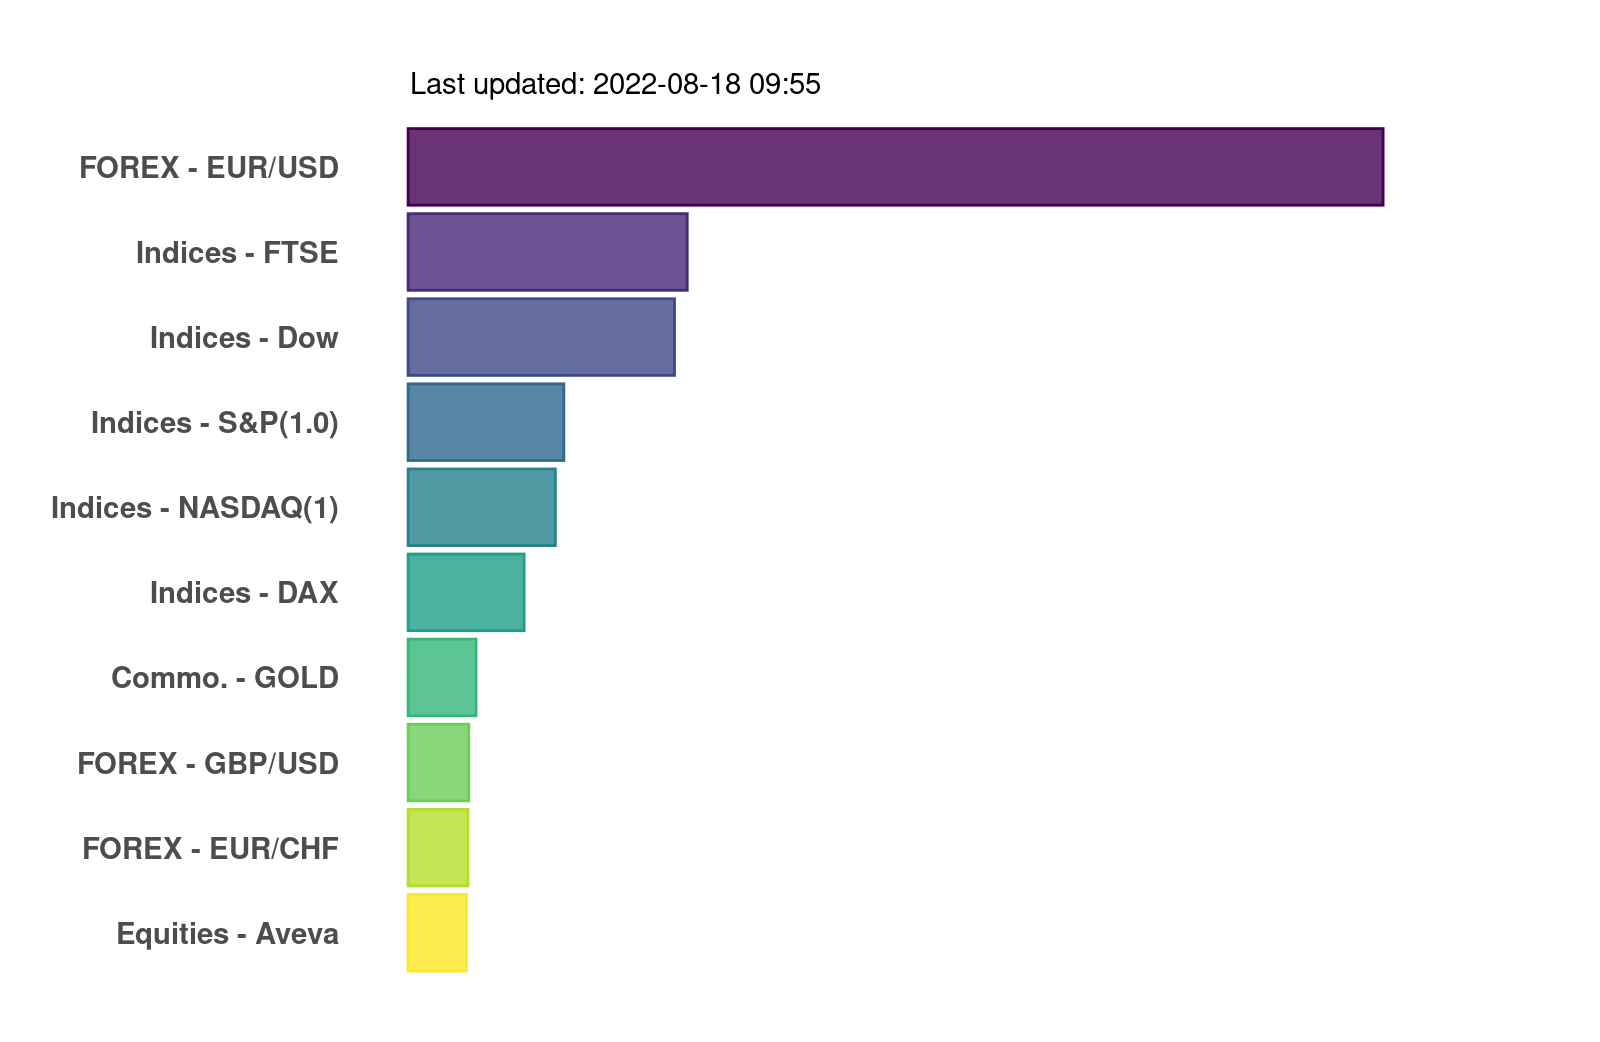 Last updated: 2022-08-18 09:55
FOREX - EUR/USD
Indices - FTSE
Indices - Dow
Indices - S&P(1.0)
Indices - NASDAQ(1)
Indices - DAX
Commo. - GOLD
FOREX - GBP/USD
FOREX - EUR/CHF
Equities - Aveva